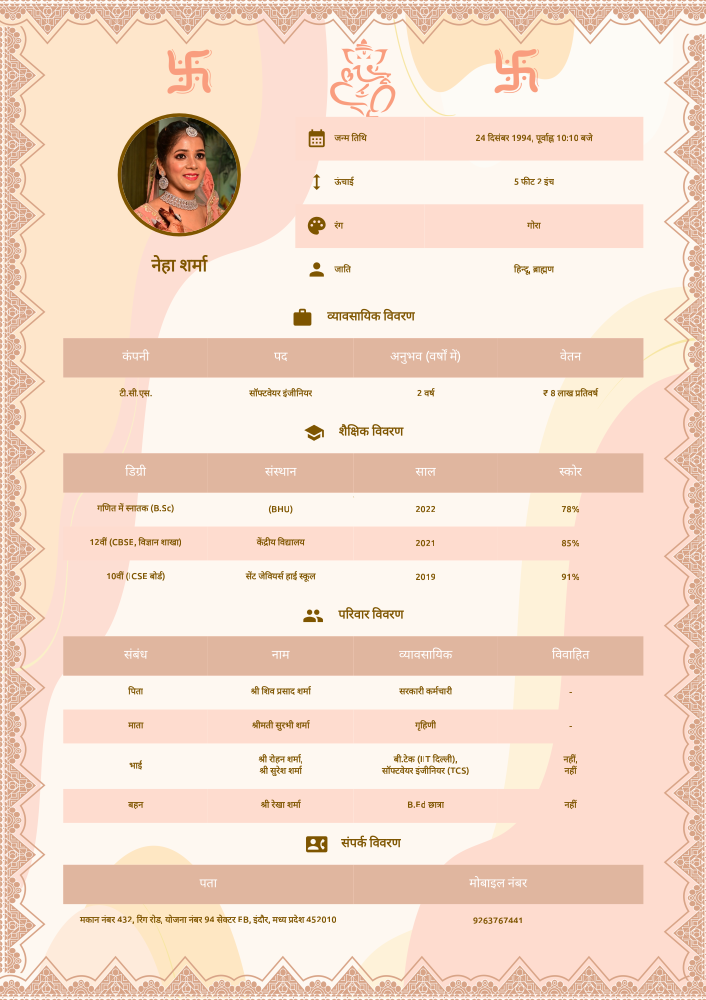 जन्म तिथि 24 दिसंबर 1994, पूर्वाह्न 10:10 बजे
ऊंचाई 5 फीट 2 इंच
रंग गोरा
नेहा शर्मा
जाति हिन्दू, ब्राह्मण
व्यावसायिक विवरण
कंपनी पद अनुभव (वर्षों में) वेतन
टी.सी.एस. सॉफ्टवेयर इंजीनियर 2 वर्ष ₹ 8 लाख प्रतिवर्ष
शैक्षिक विवरण
डिग्री संस्थान साल स्कोर
गणित में स्नातक (B.Sc) (BHU) 2022 78%
12वीं (CBSE, विज्ञान शाखा) केंद्रीय विद्यालय 2021 85%
10वीं (ICSE बोर्ड) सेंट जेवियर्स हाई स्कूल 2019 91%
परिवार विवरण
संबंध नाम व्यावसायिक विवाहित
पिता श्री शिव प्रसाद शर्मा सरकारी कर्मचारी -
माता श्रीमती सुरभी शर्मा गृहिणी -
भाई श्री रोहन शर्मा, बी.टेक (IIT दिल्ली), नहीं,
श्री सुरेश शर्मा सॉफ्टवेयर इंजीनियर (TCS) नहीं
बहन श्री रेखा शर्मा B.Ed छात्रा नहीं
संपर्क विवरण
पता मोबाइल नंबर
मकान नंबर 432, रिंग रोड, योजना नंबर 94 सेक्टर EB, इंदौर, मध्य प्रदेश 452010 9263767441